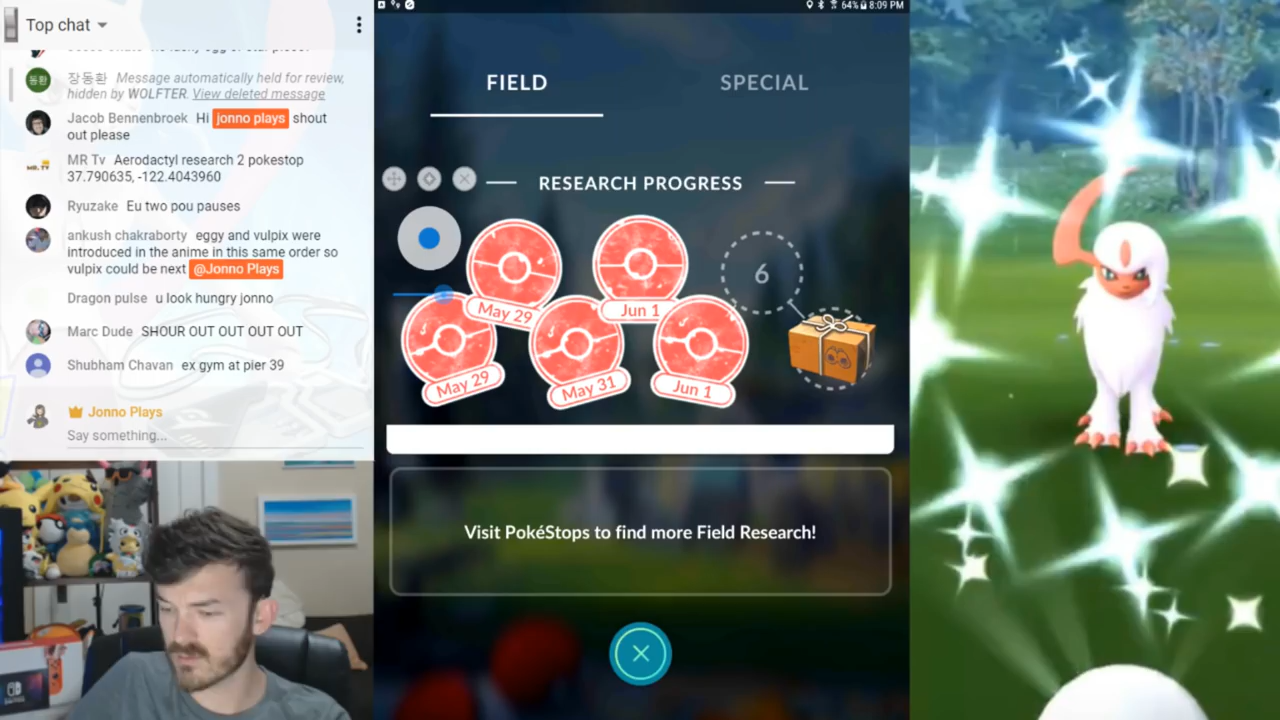 Top chat
장동환 Message automatically held for review,
hidden by WOLFTER. View deleted message
Jacob Bennenbroek Hi jonno plays shout
out please
MR Tv Aerodactyl research 2 pokestop
37.790635, -122.4043960
Ryuzake Eu two pou pauses
ankush chakraborty eggy and vulpix were
introduced in the anime in this same order so
vulpix could be next @Jonno Plays
Dragon pulse u look hungry jonno
Marc Dude SHOUR OUT OUT OUT OUT
Shubham Chavan ex gym at pier 39
Jonno Plays
Say something...
64% 8:09 PM
FIELD
SPECIAL
RESEARCH PROGRESS
May 29
Jun 1
6
May 29
May 31
Jun 1
Visit PokéStops to find more Field Research!